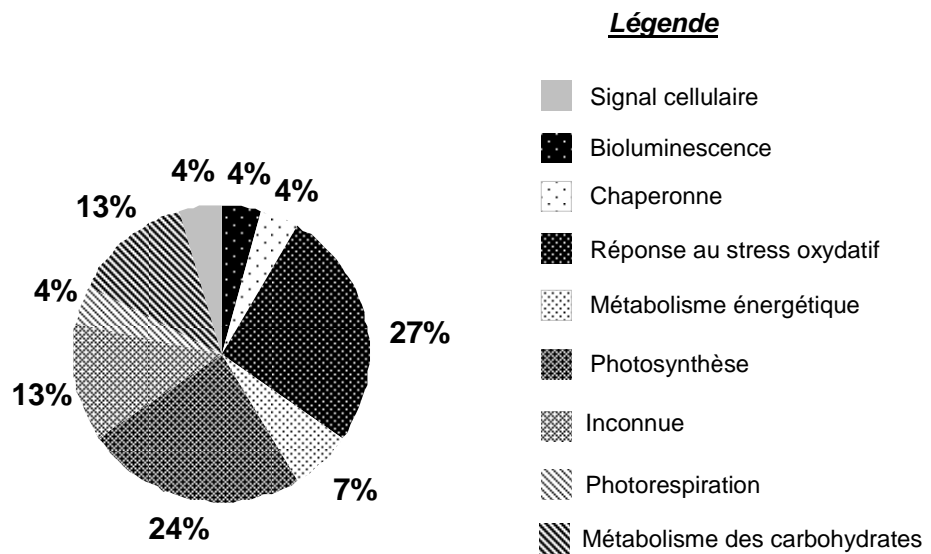 Légende
Signal cellulaire
Bioluminescence
Chaperonne
Réponse au stress oxydatif
Métabolisme énergétique
Photosynthèse
Inconnue
Photorespiration
Métabolisme des carbohydrates
4%
4%
4%
13%
4%
27%
13%
7%
24%